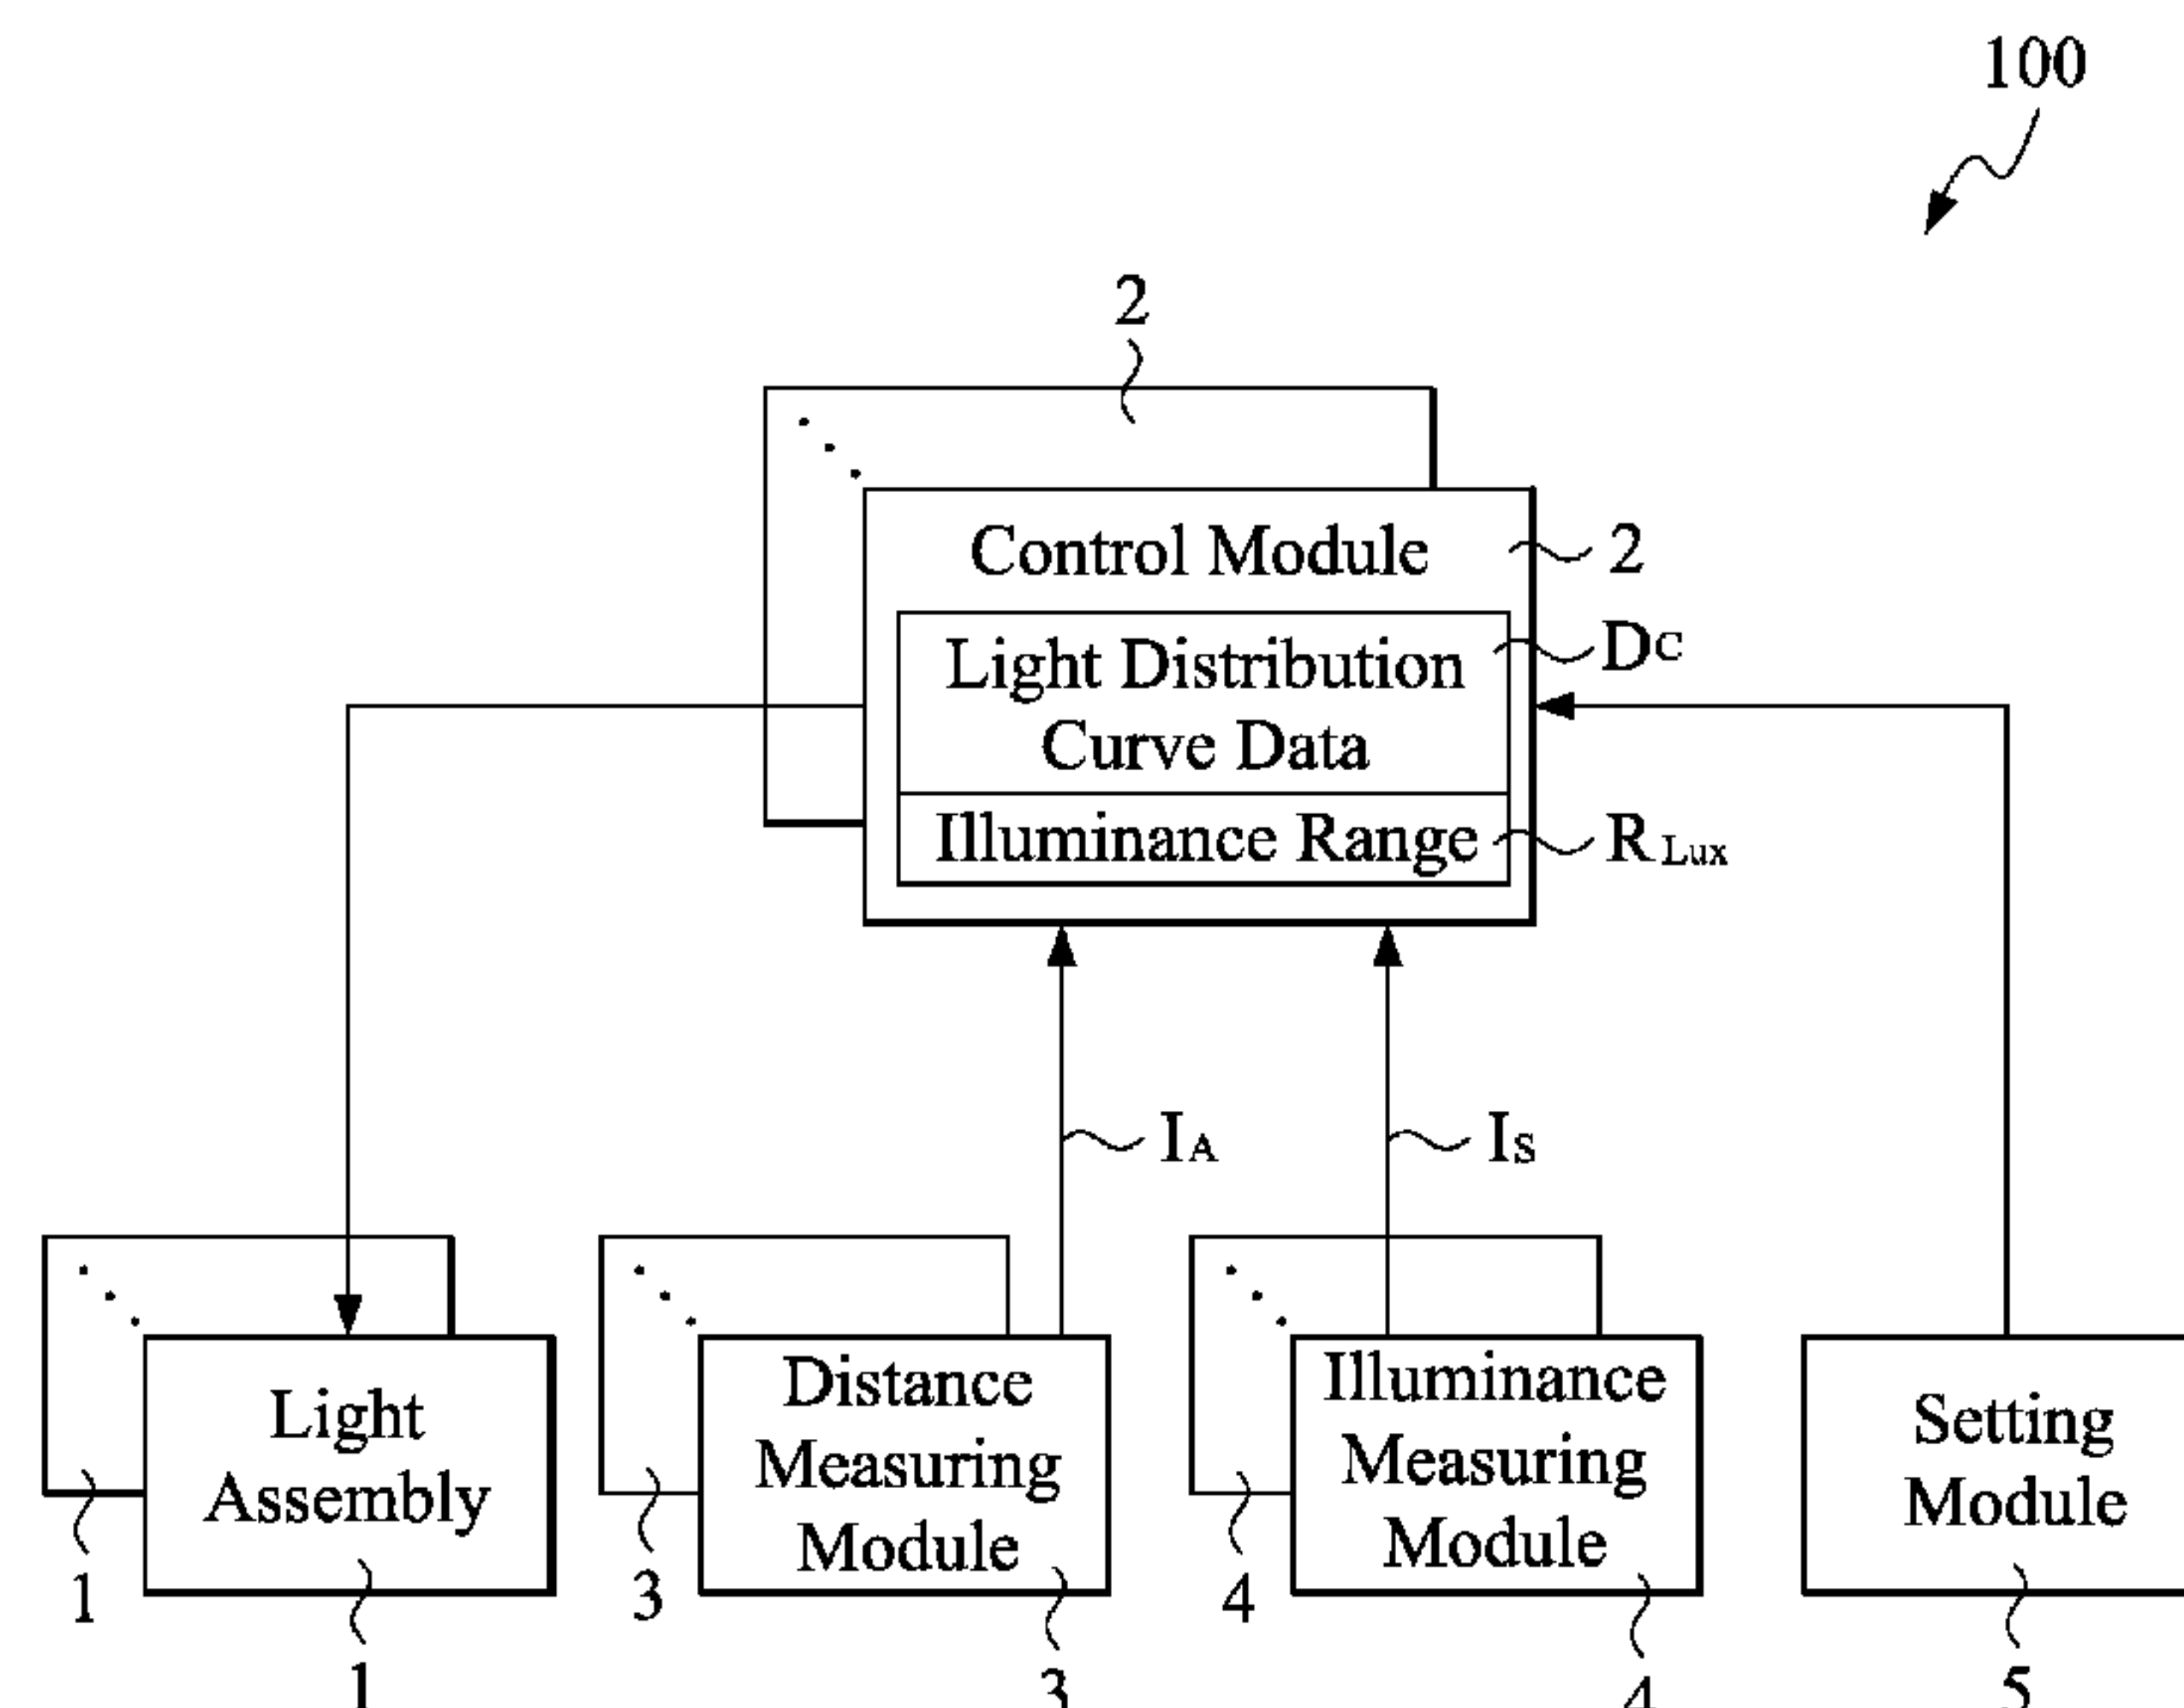 100
2
Control Module
2
Light Distribution
Curve Data
DC
Illuminance Range
RLux
IA
IS
Light
Assembly
1
1
Distance
Measuring
Module
3
3
Illuminance
Measuring
Module
4
4
Setting
Module
5